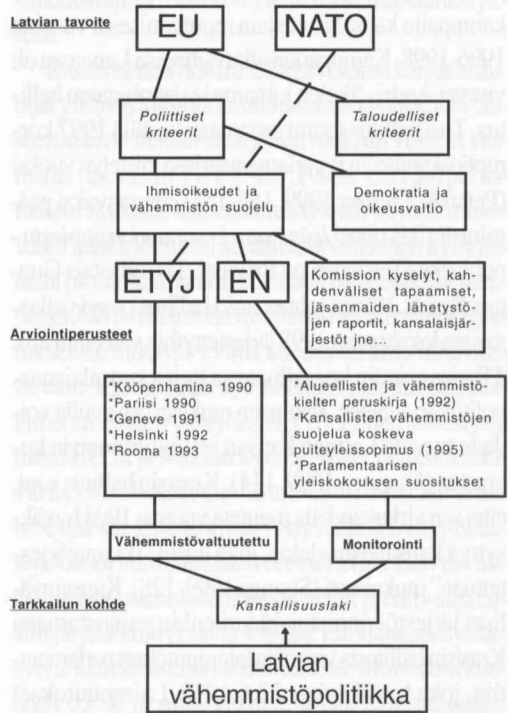 Latvian tavoite
EU
NATO
Poliittiset
kriteerit
Taloudelliset
kriteerit
Ihmisoikeudet ja
vähemmistön suojelu
Demokratia ja
oikeusvaltio
ETYJ
EN
Komission kyselyt, kah-
denväliset tapaamiset,
jäsenmaiden lähetystö-
jen raportit, kansalaisjär-
jestöt jne...
Arviointiperusteet
*Kööpenhamina 1990
*Pariisi 1990
*Geneve 1991
*Helsinki 1992
*Rooma 1993
*Alueellisten ja vähemmistö-
kielten peruskirja (1992)
*Kansallisten vähemmistöjen
suojelua koskeva
puiteyleissopimus (1995)
*Parlamentaarisen
yleiskokouksen suositukset
Vähemmistövaltuutettu
Monitorointi
Tarkkailun kohde
Kansallisuuslaki
Latvian
vähemmistöpolitiikka